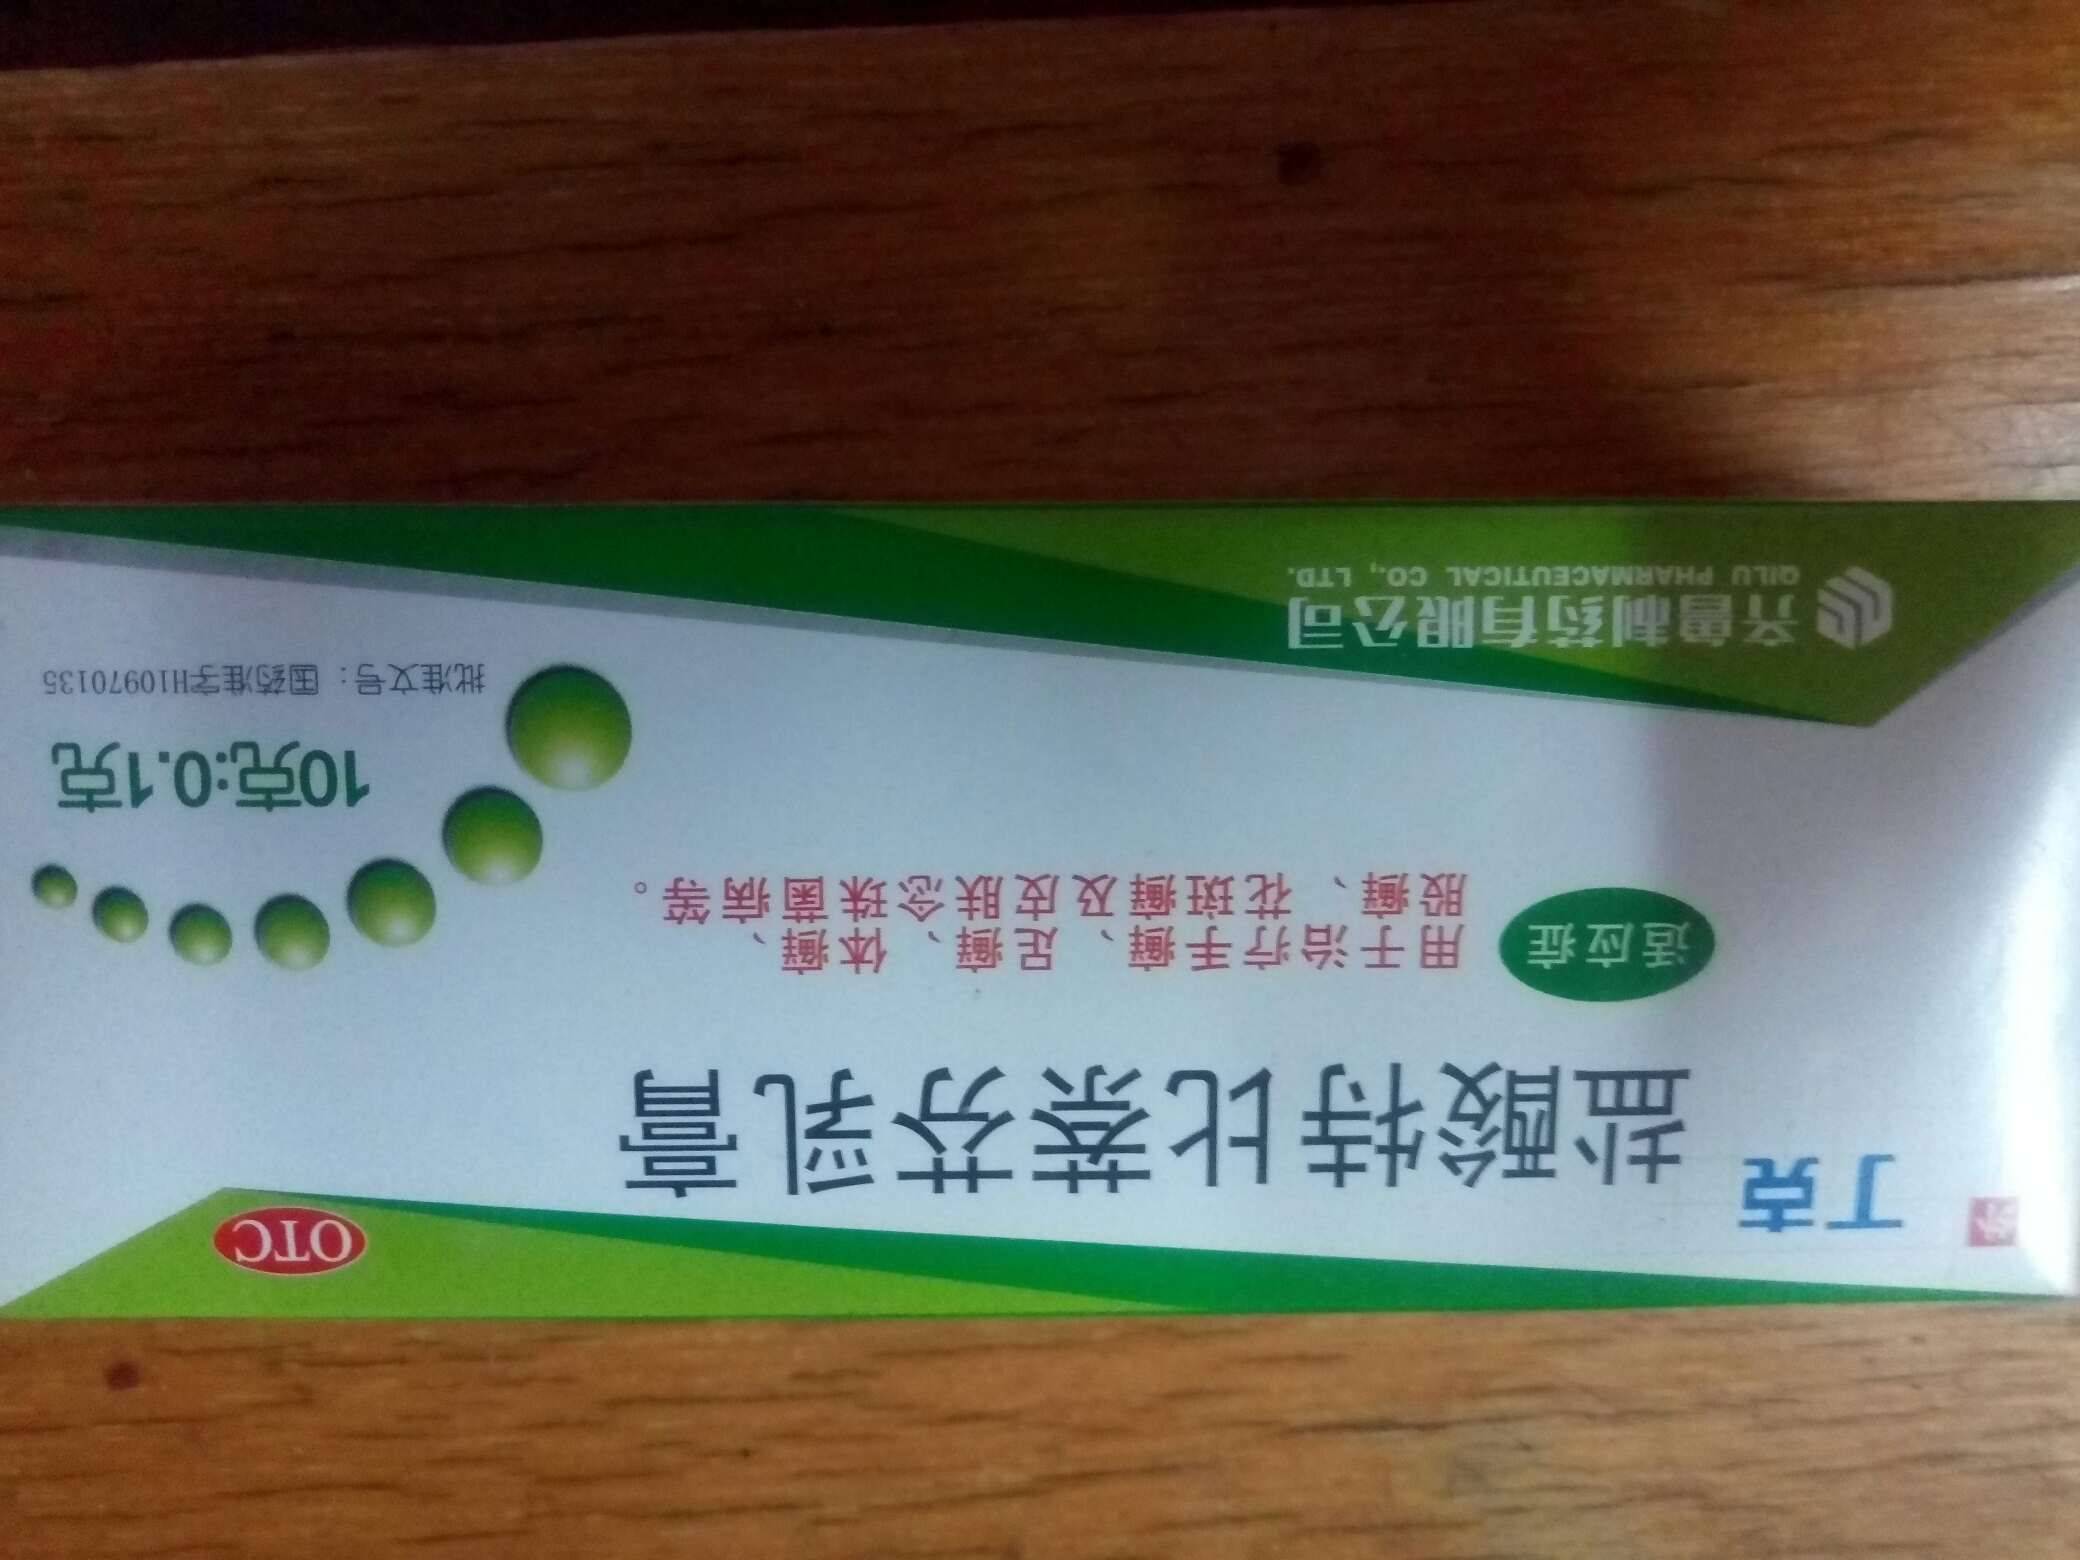 外
丁克
盐酸特比萘芬乳膏
OTC
适应症
用于治疗手癣、足癣、体癣、
股癣、花斑癣及皮肤念珠菌病等。
10克:0.1克
批准文号：国药准字H10970135
齐鲁制药有限公司
QILU PHARMACEUTICAL CO., LTD.